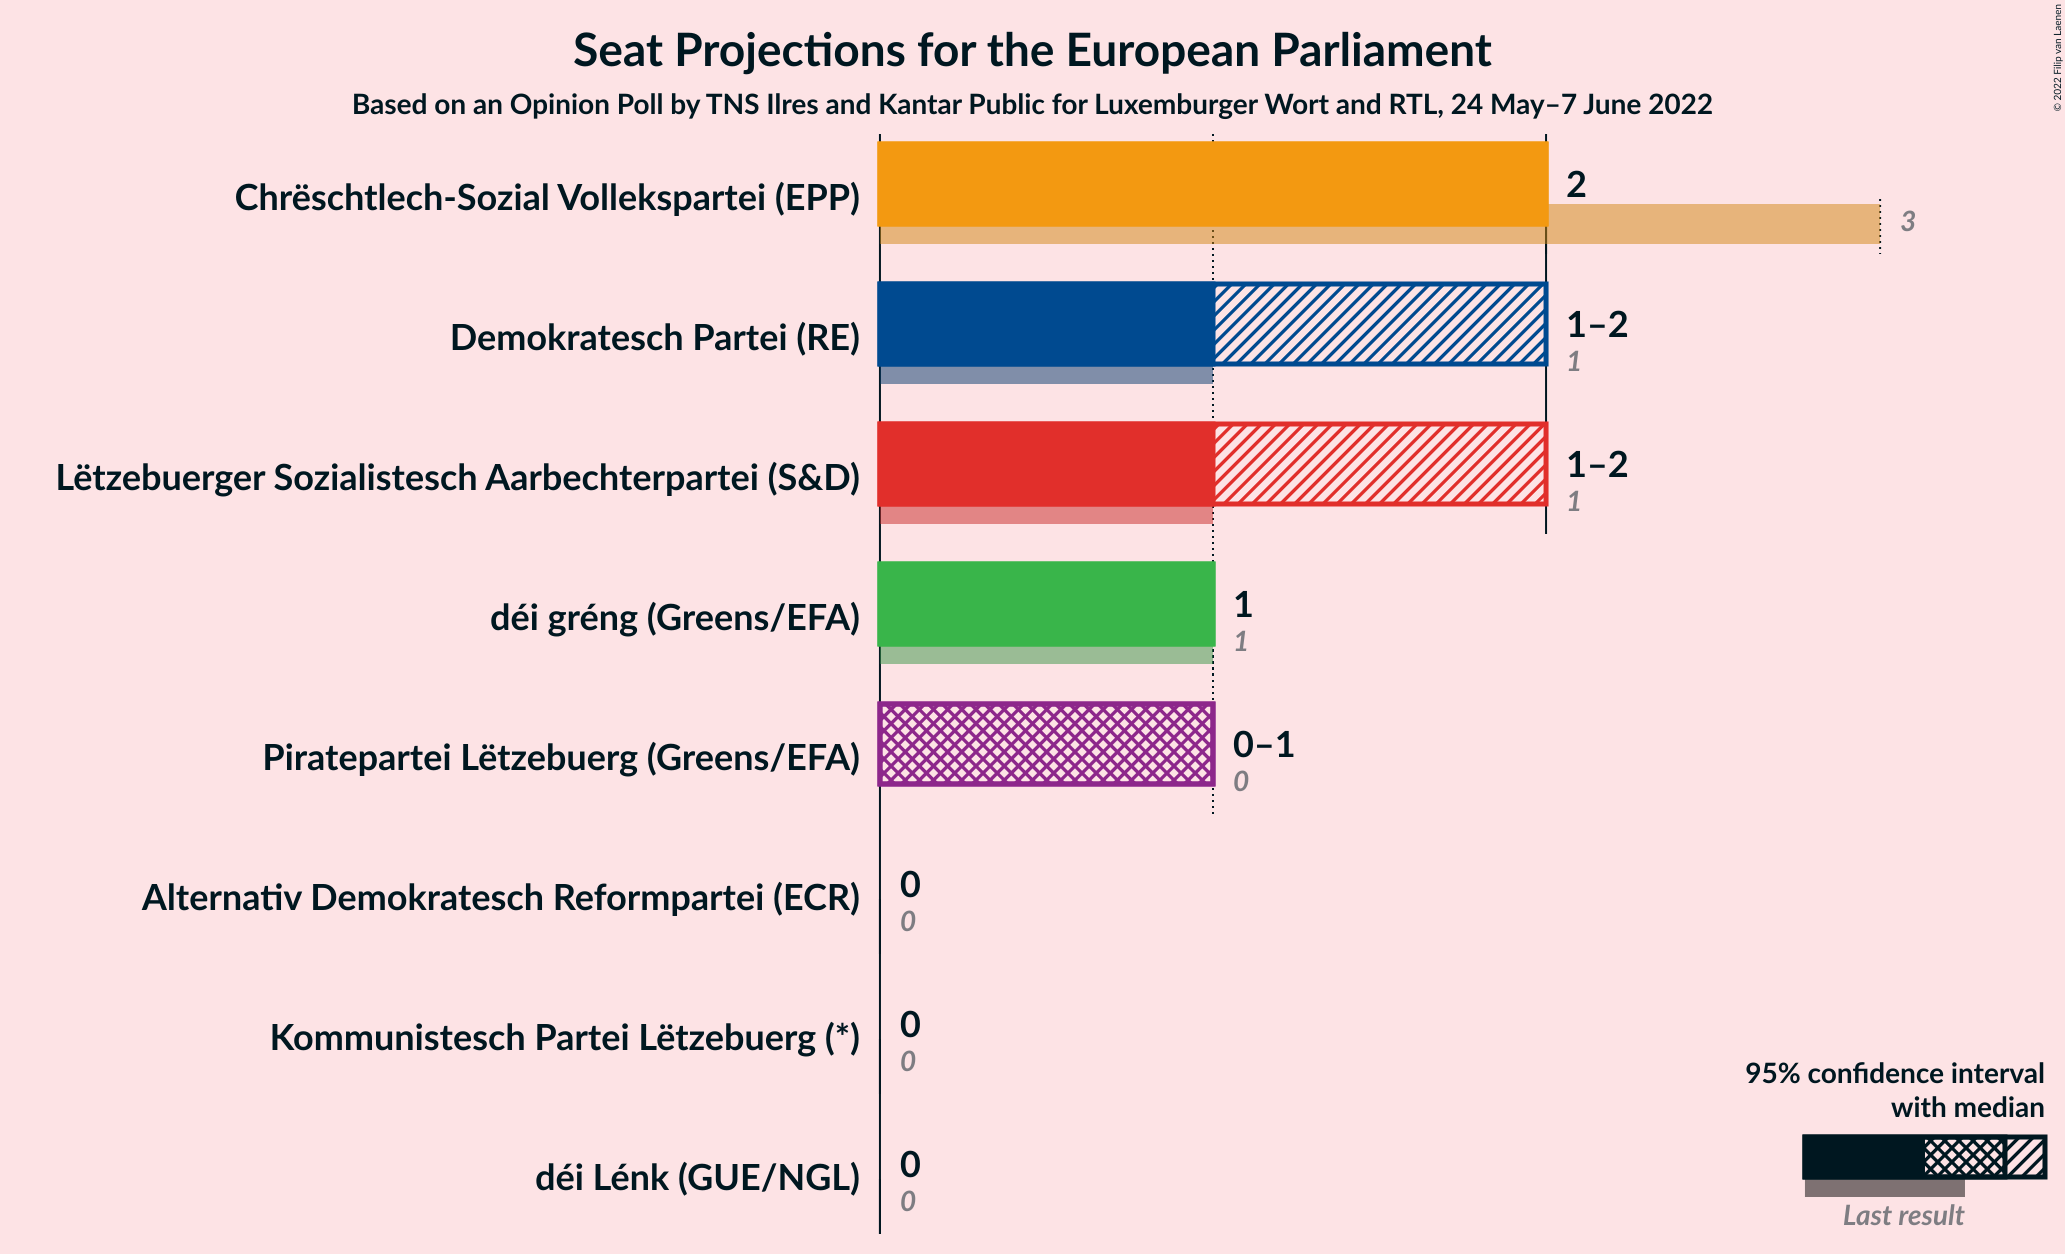 Seat Projections for the European Parliament
Based on an Opinion Poll by TNS Ilres and Kantar Public for Luxemburger Wort and RTL, 24 May–7 June 2022
© 2022 Filip van Laenen
Chrëschtlech-Sozial Vollekspartei (EPP)
2
3
Demokratesch Partei (RE)
1–2
1
Lëtzebuerger Sozialistesch Aarbechterpartei (S&D)
1–2
1
déi gréng (Greens/EFA)
1
1
Piratepartei Lëtzebuerg (Greens/EFA)
0–1
0
Alternativ Demokratesch Reformpartei (ECR)
0
0
Kommunistesch Partei Lëtzebuerg (*)
0
0
déi Lénk (GUE/NGL)
0
0
95% confidence interval
with median
Last result